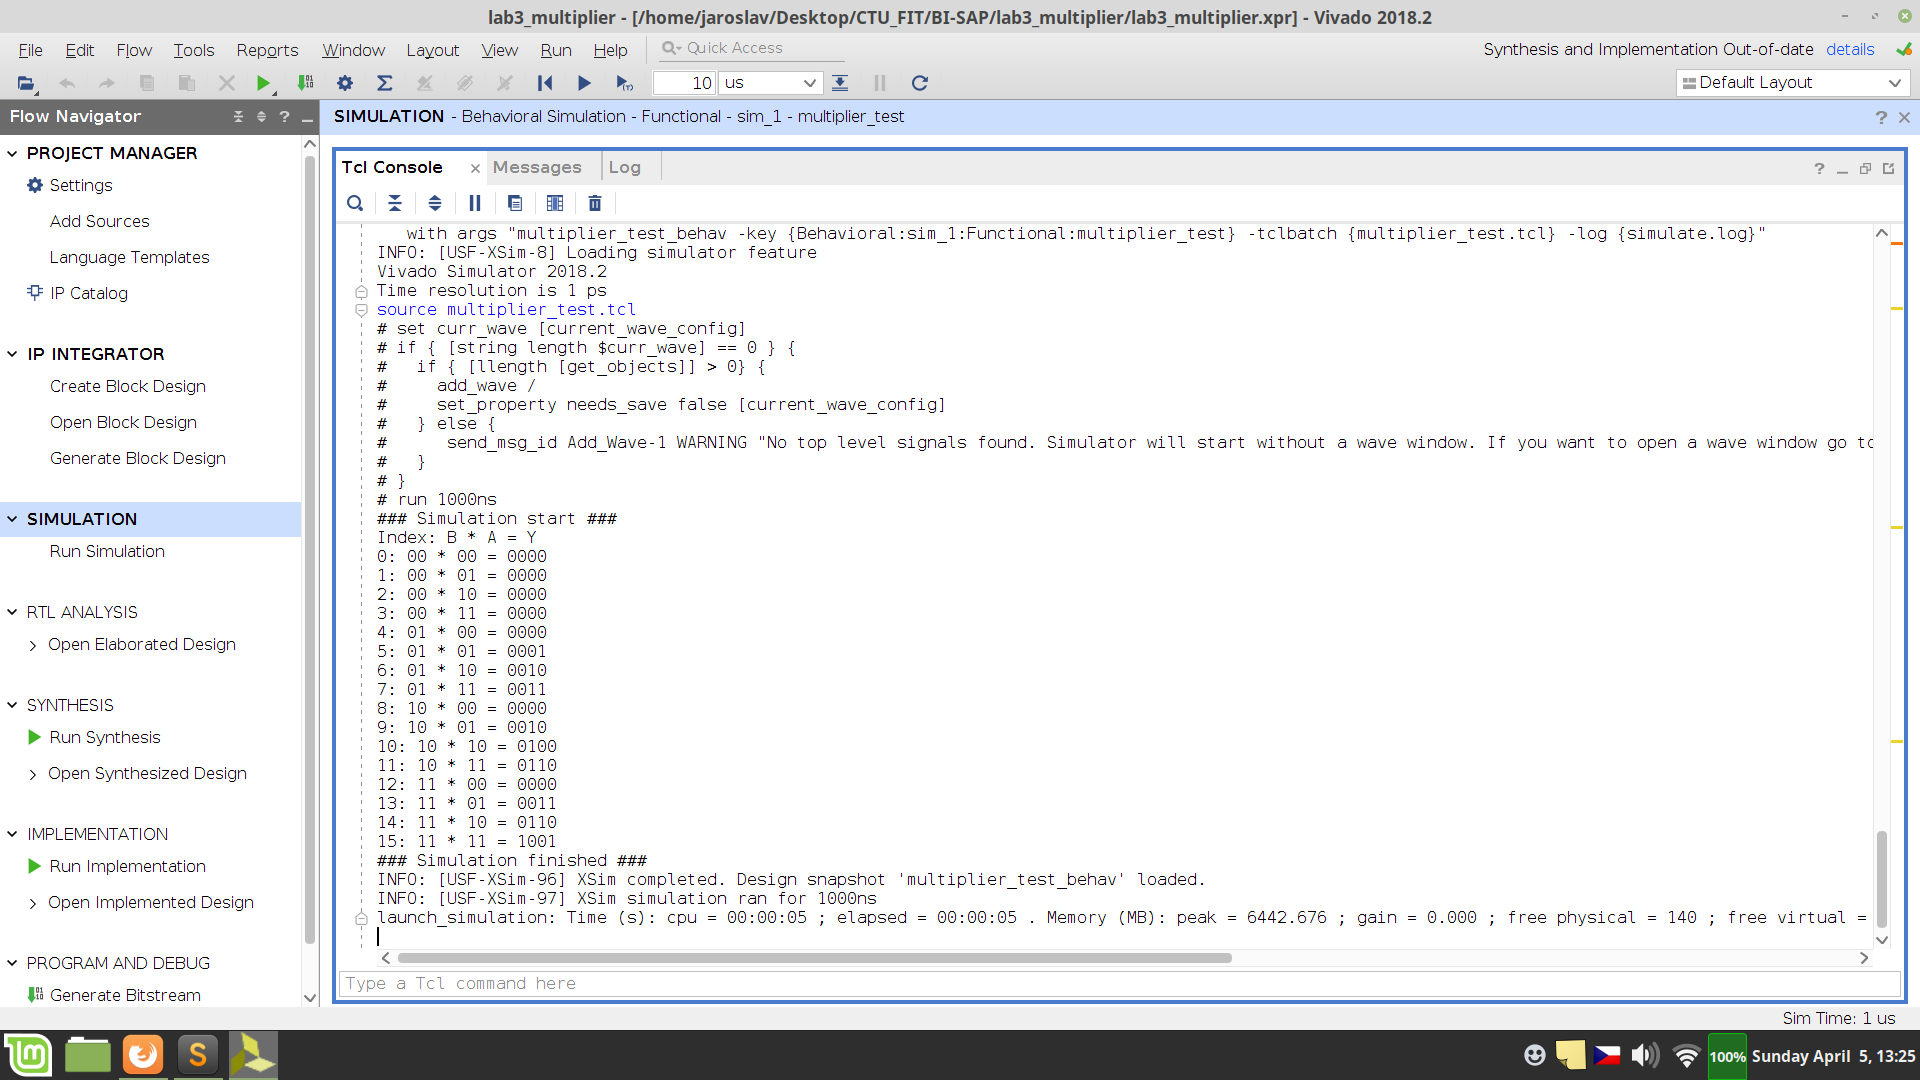 lab3_multiplier - [/home/jaroslav/Desktop/CTU_FIT/BI-SAP/lab3_multiplier/lab3_multiplier.xpr] - Vivado 2018.2
File Edit Flow Tools Reports Window Layout View Run Help Quick Access
Synthesis and Implementation Out-of-date details
10 us
Default Layout
Flow Navigator
PROJECT MANAGER
Settings
Add Sources
Language Templates
IP Catalog
IP INTEGRATOR
Create Block Design
Open Block Design
Generate Block Design
SIMULATION
Run Simulation
RTL ANALYSIS
Open Elaborated Design
SYNTHESIS
Run Synthesis
Open Synthesized Design
IMPLEMENTATION
Run Implementation
Open Implemented Design
PROGRAM AND DEBUG
Generate Bitstream
SIMULATION - Behavioral Simulation - Functional - sim_1 - multiplier_test
Tcl Console Messages Log
with args "multiplier_test_behav -key {Behavioral:sim_1:Functional:multiplier_test} -tclbatch {multiplier_test.tcl} -log {simulate.log}"
INFO: [USF-XSim-8] Loading simulator feature
Vivado Simulator 2018.2
Time resolution is 1 ps
source multiplier_test.tcl
# set curr_wave [current_wave_config]
# if { [string length $curr_wave] == 0 } {
#   if { [llength [get_objects]] > 0} {
#     add_wave /
#     set_property needs_save false [current_wave_config]
#   } else {
#      send_msg_id Add_Wave-1 WARNING "No top level signals found. Simulator will start without a wave window. If you want to open a wave window go to
#   }
# }
# run 1000ns
### Simulation start ###
Index: B * A = Y
0: 00 * 00 = 0000
1: 00 * 01 = 0000
2: 00 * 10 = 0000
3: 00 * 11 = 0000
4: 01 * 00 = 0000
5: 01 * 01 = 0001
6: 01 * 10 = 0010
7: 01 * 11 = 0011
8: 10 * 00 = 0000
9: 10 * 01 = 0010
10: 10 * 10 = 0100
11: 10 * 11 = 0110
12: 11 * 00 = 0000
13: 11 * 01 = 0011
14: 11 * 10 = 0110
15: 11 * 11 = 1001
### Simulation finished ###
INFO: [USF-XSim-96] XSim completed. Design snapshot 'multiplier_test_behav' loaded.
INFO: [USF-XSim-97] XSim simulation ran for 1000ns
launch_simulation: Time (s): cpu = 00:00:05 ; elapsed = 00:00:05 . Memory (MB): peak = 6442.676 ; gain = 0.000 ; free physical = 140 ; free virtual =
Type a Tcl command here
Sim Time: 1 us
100% Sunday April 5, 13:25